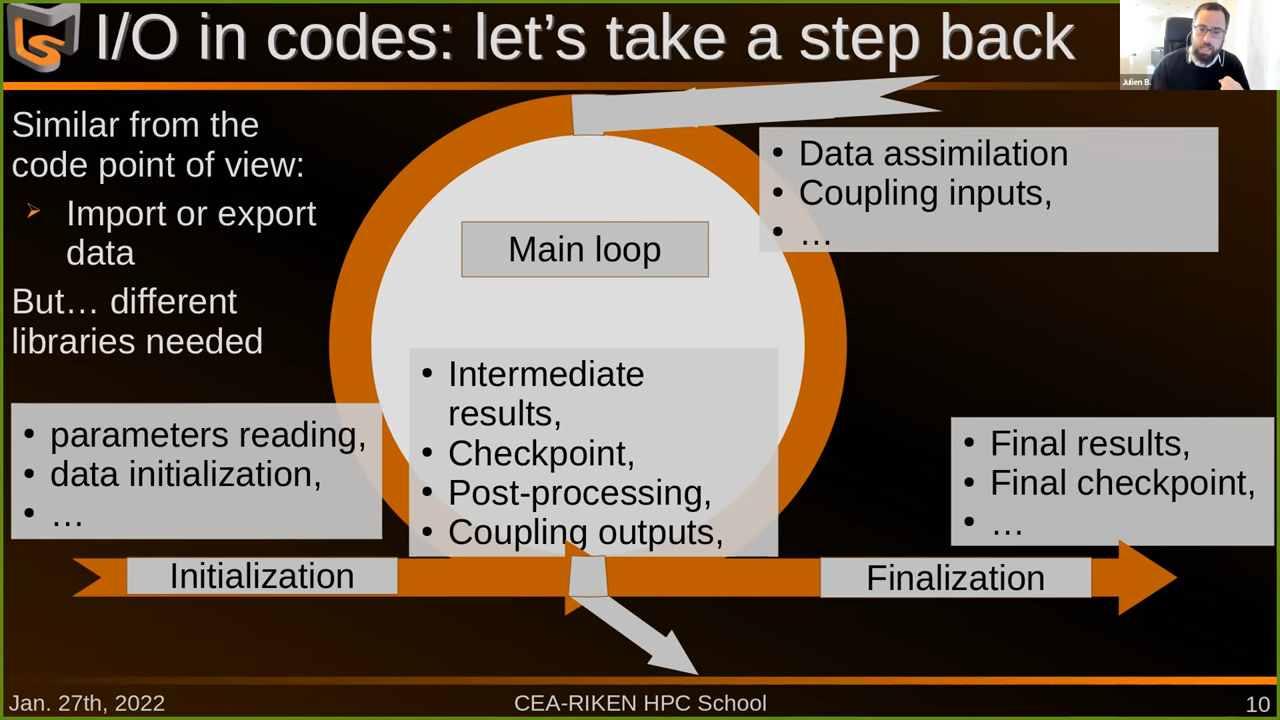 I/O in codes: let’s take a step back
Julien B.
Similar from the
code point of view:
Import or export
data
But… different
libraries needed
• Data assimilation
• Coupling inputs,
• …
Main loop
• Intermediate
results,
• Checkpoint,
• Post-processing,
• Coupling outputs,
• parameters reading,
• data initialization,
• …
• Final results,
• Final checkpoint,
• …
Initialization
Finalization
Jan. 27th, 2022
CEA-RIKEN HPC School
10